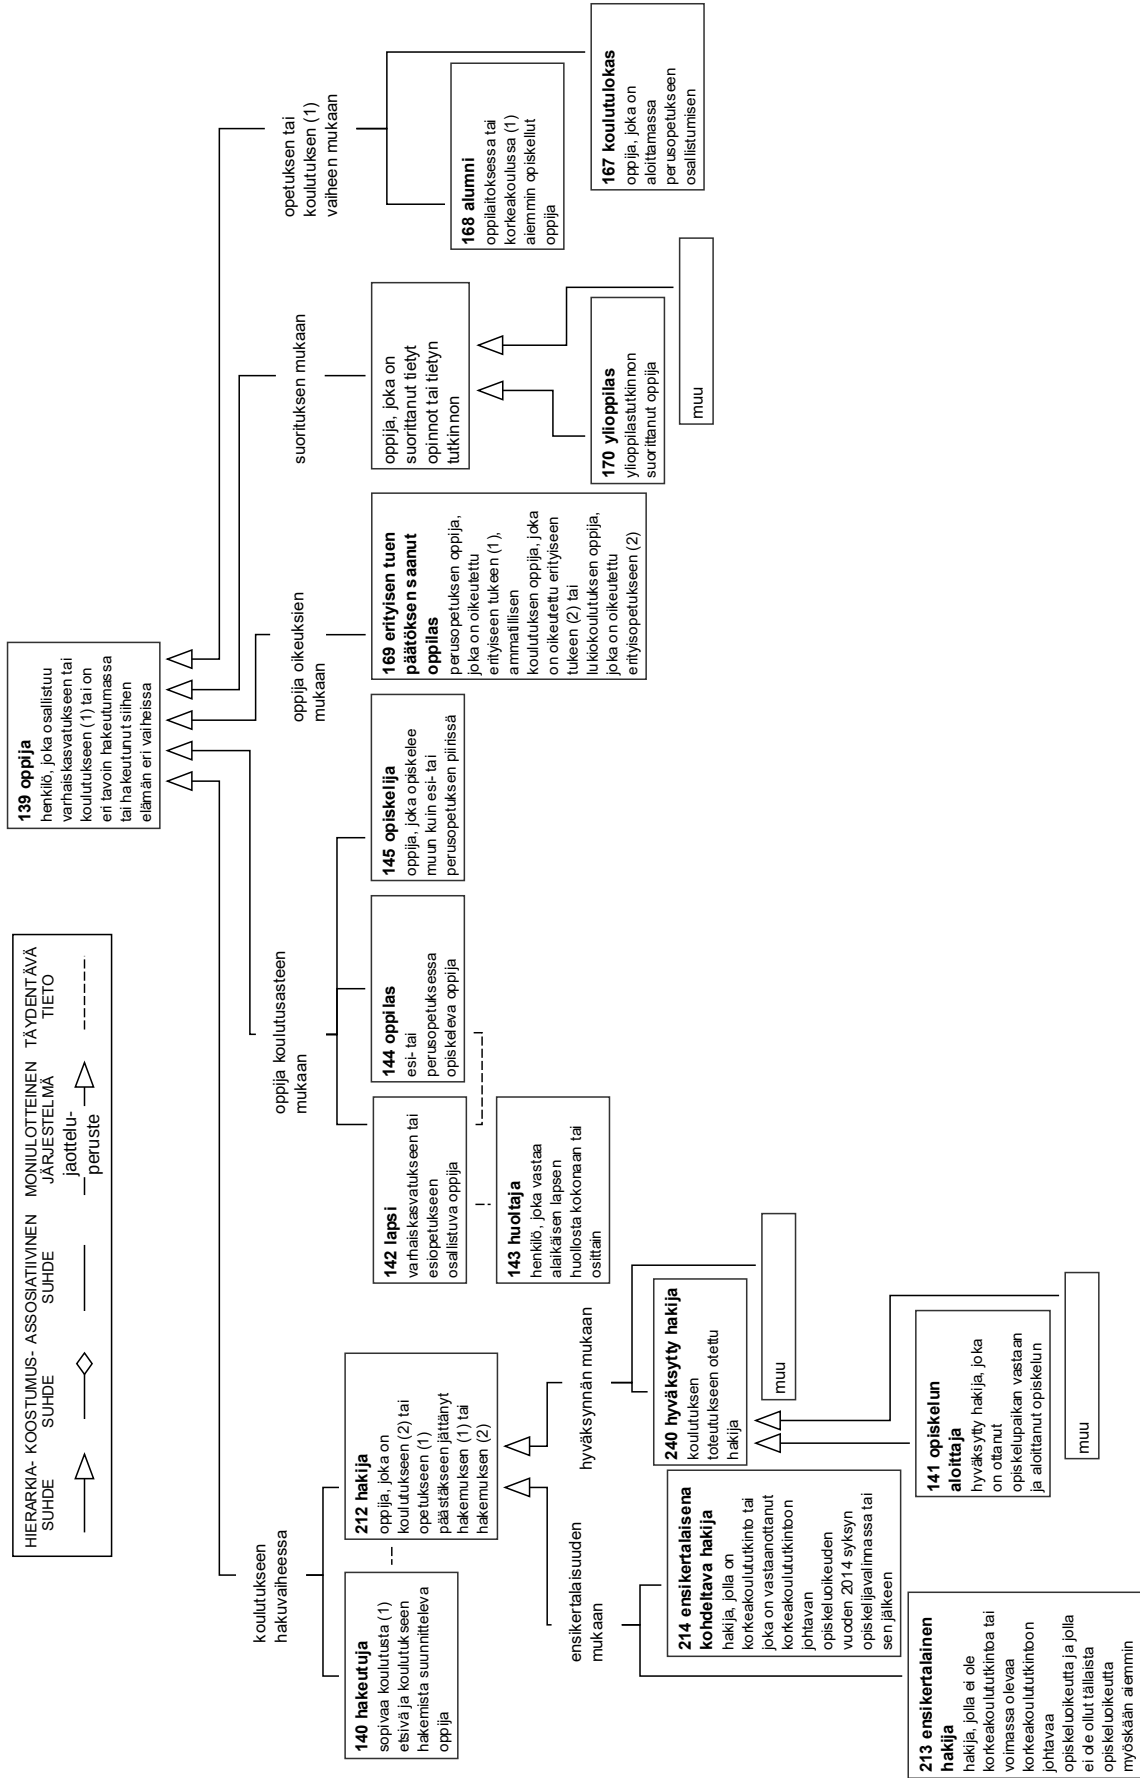 HIERARKIA-
SUHDE
KOOSTUMUS-
SUHDE
ASSOSIATIIVINEN
SUHDE
MONIULOTTEINEN
JÄRJESTELMÄ
jaottelu-
peruste
TÄYDENTÄVÄ
TIETO
139 oppija
henkilö, joka osallistuu
varhaiskasvatukseen tai
koulutukseen (1) tai on
eri tavoin hakeutumassa
tai hakeutunut siihen
elämän eri vaiheissa
koulutukseen
hakuvaiheessa
oppija koulutusasteen
mukaan
oppija oikeuksien
mukaan
suorituksen mukaan
opetuksen tai
koulutuksen (1)
vaiheen mukaan
140 hakeutuja
sopivaa koulutusta (1)
etsivä ja koulutukseen
hakemista suunnitteleva
oppija
212 hakija
oppija, joka on
koulutukseen (2) tai
opetukseen (1)
päästäkseen jättänyt
hakemuksen (1) tai
hakemuksen (2)
142 lapsi
varhaiskasvatukseen tai
esiopetukseen
osallistuva oppija
144 oppilas
esi- tai
perusopetuksessa
opiskeleva oppija
145 opiskelija
oppija, joka opiskelee
muun kuin esi- tai
perusopetuksen piirissä
169 erityisen tuen
päätöksen saanut
oppilas
perusopetuksen oppija,
joka on oikeutettu
erityiseen tukeen (1),
ammatillisen
koulutuksen oppija, joka
on oikeutettu erityiseen
tukeen (2) tai
lukiokoulutuksen oppija,
joka on oikeutettu
erityisopetukseen (2)
oppija, joka on
suorittanut tietyt
opinnot tai tietyn
tutkinnon
168 alumni
oppilaitoksessa tai
korkeakoulussa (1)
aiemmin opiskellut
oppija
167 koulutulokas
oppija, joka on
aloittamassa
perusopetukseen
osallistumisen
143 huoltaja
henkilö, joka vastaa
alaikäisen lapsen
huollosta kokonaan tai
osittain
170 ylioppilas
ylioppilastutkinnon
suorittanut oppija
muu
ensikertalaisuuden
mukaan
hyväksynnän mukaan
214 ensikertalaisena
kohdeltava hakija
hakija, jolla on
korkeakoulututkinto tai
joka on vastaanottanut
korkeakoulututkintoon
johtavan
opiskeluoikeuden
vuoden 2014 syksyn
opiskelijavalinnassa tai
sen jälkeen
240 hyväksytty hakija
koulutuksen
toteutukseen otettu
hakija
muu
213 ensikertalainen
hakija
hakija, jolla ei ole
korkeakoulututkintoa tai
voimassa olevaa
korkeakoulututkintoon
johtavaa
opiskeluoikeutta ja jolla
ei ole ollut tällaista
opiskeluoikeutta
myöskään aiemmin
141 opiskelun
aloittaja
hyväksytty hakija, joka
on ottanut
opiskelupaikan vastaan
ja aloittanut opiskelun
muu